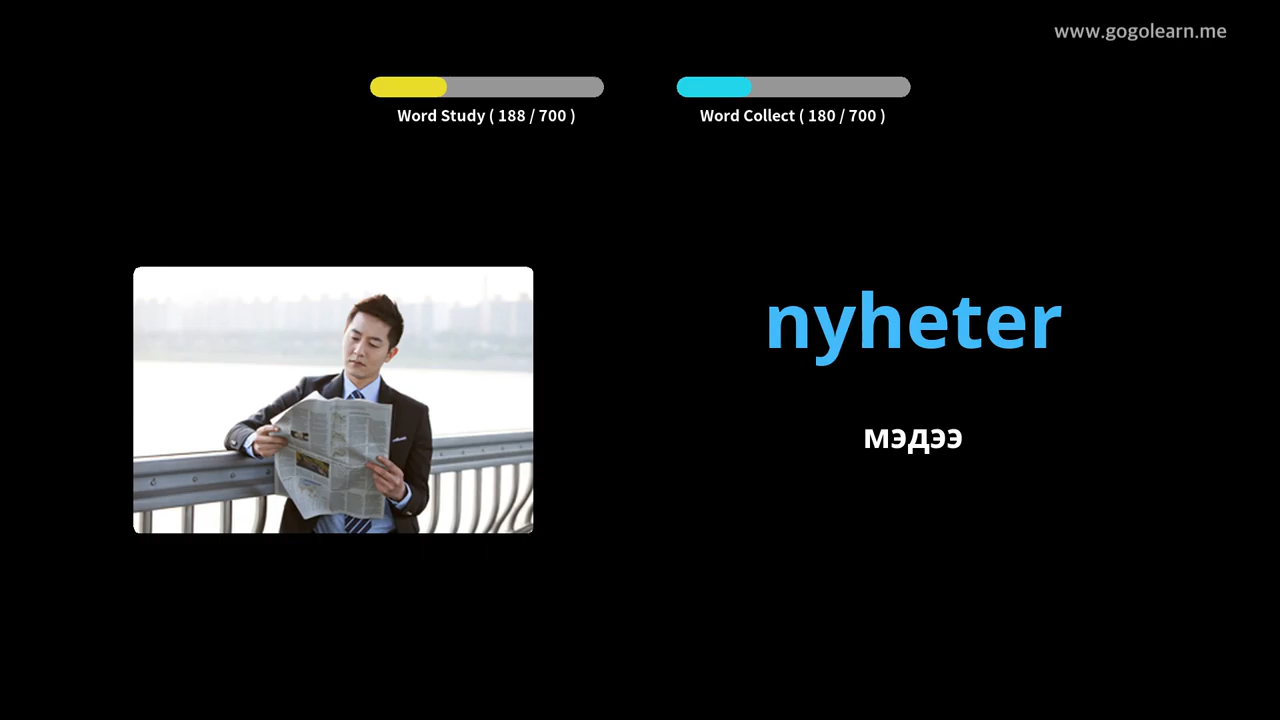 www.gogolearn.me
Word Study ( 188 / 700 )
Word Collect ( 180 / 700 )
nyheter
мэдээ